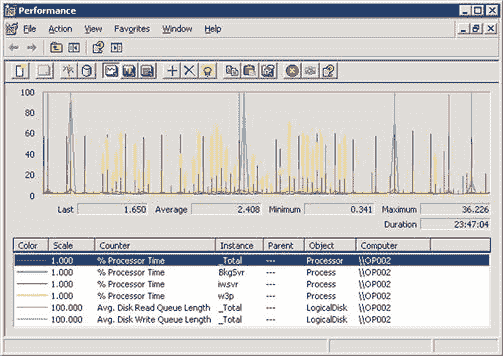 Performance
File Action View Favorites Window Help
100
80
60
40
20
0
Last 1.650 Average 2.408 Minimum 0.341 Maximum 36.226
Duration 23:47:04
Color Scale Counter Instance Parent Object Computer
1.000 % Processor Time _Total --- Processor \\OP002
1.000 % Processor Time BkgSvr --- Process \\OP002
1.000 % Processor Time iwsvr --- Process \\OP002
1.000 % Processor Time w3p --- Process \\OP002
100.000 Avg. Disk Read Queue Length _Total --- LogicalDisk \\OP002
100.000 Avg. Disk Write Queue Length _Total --- LogicalDisk \\OP002